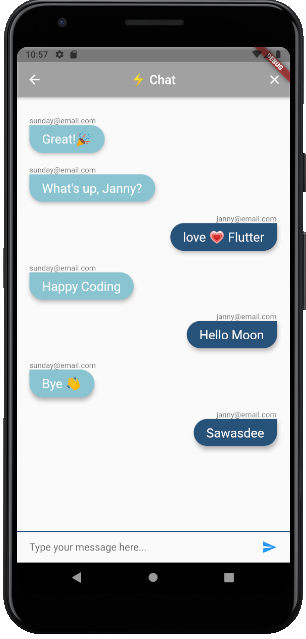 10:57
DEBUG
⚡ Chat
sunday@email.com
Great!🎉
sunday@email.com
What's up, Janny?
janny@email.com
love 💗 Flutter
sunday@email.com
Happy Coding
janny@email.com
Hello Moon
sunday@email.com
Bye 👋
janny@email.com
Sawasdee
Type your message here...